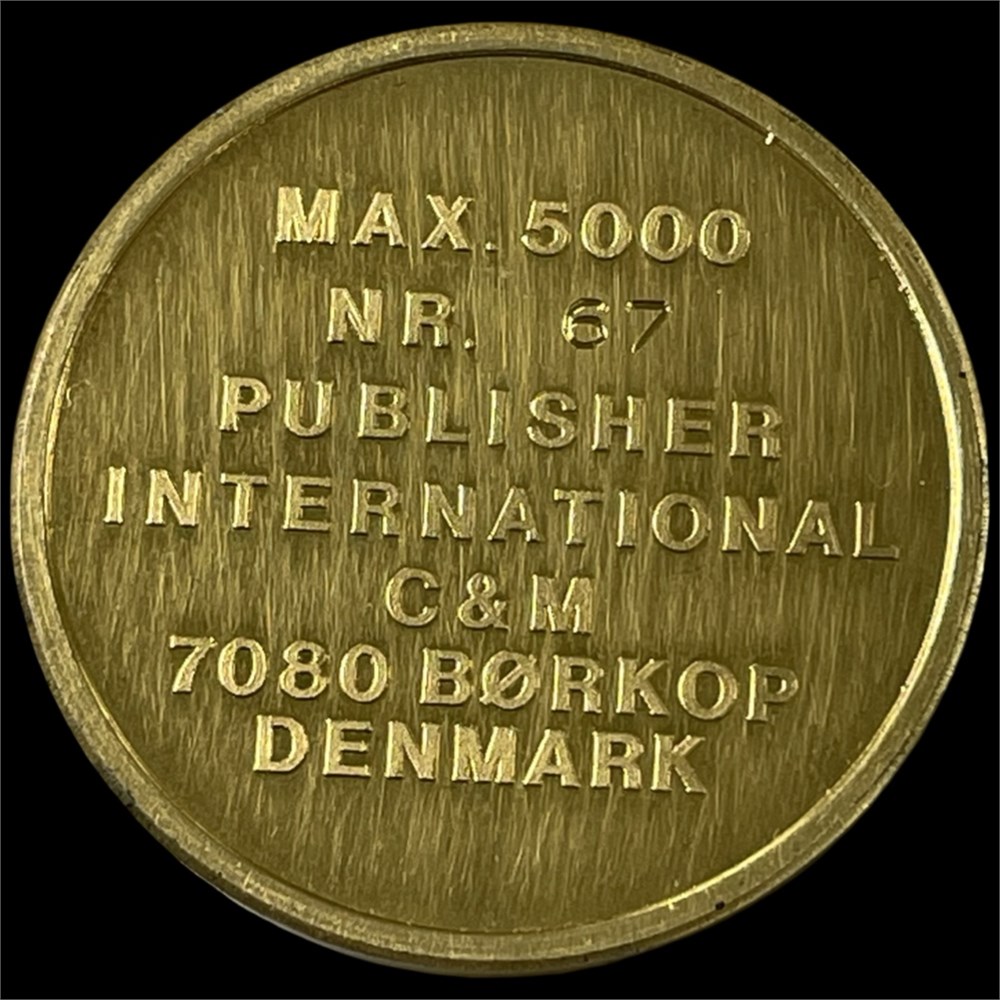 MAX. 5000
NR. 67
PUBLISHER
INTERNATIONAL
C&M
7080 BØRKOP
DENMARK